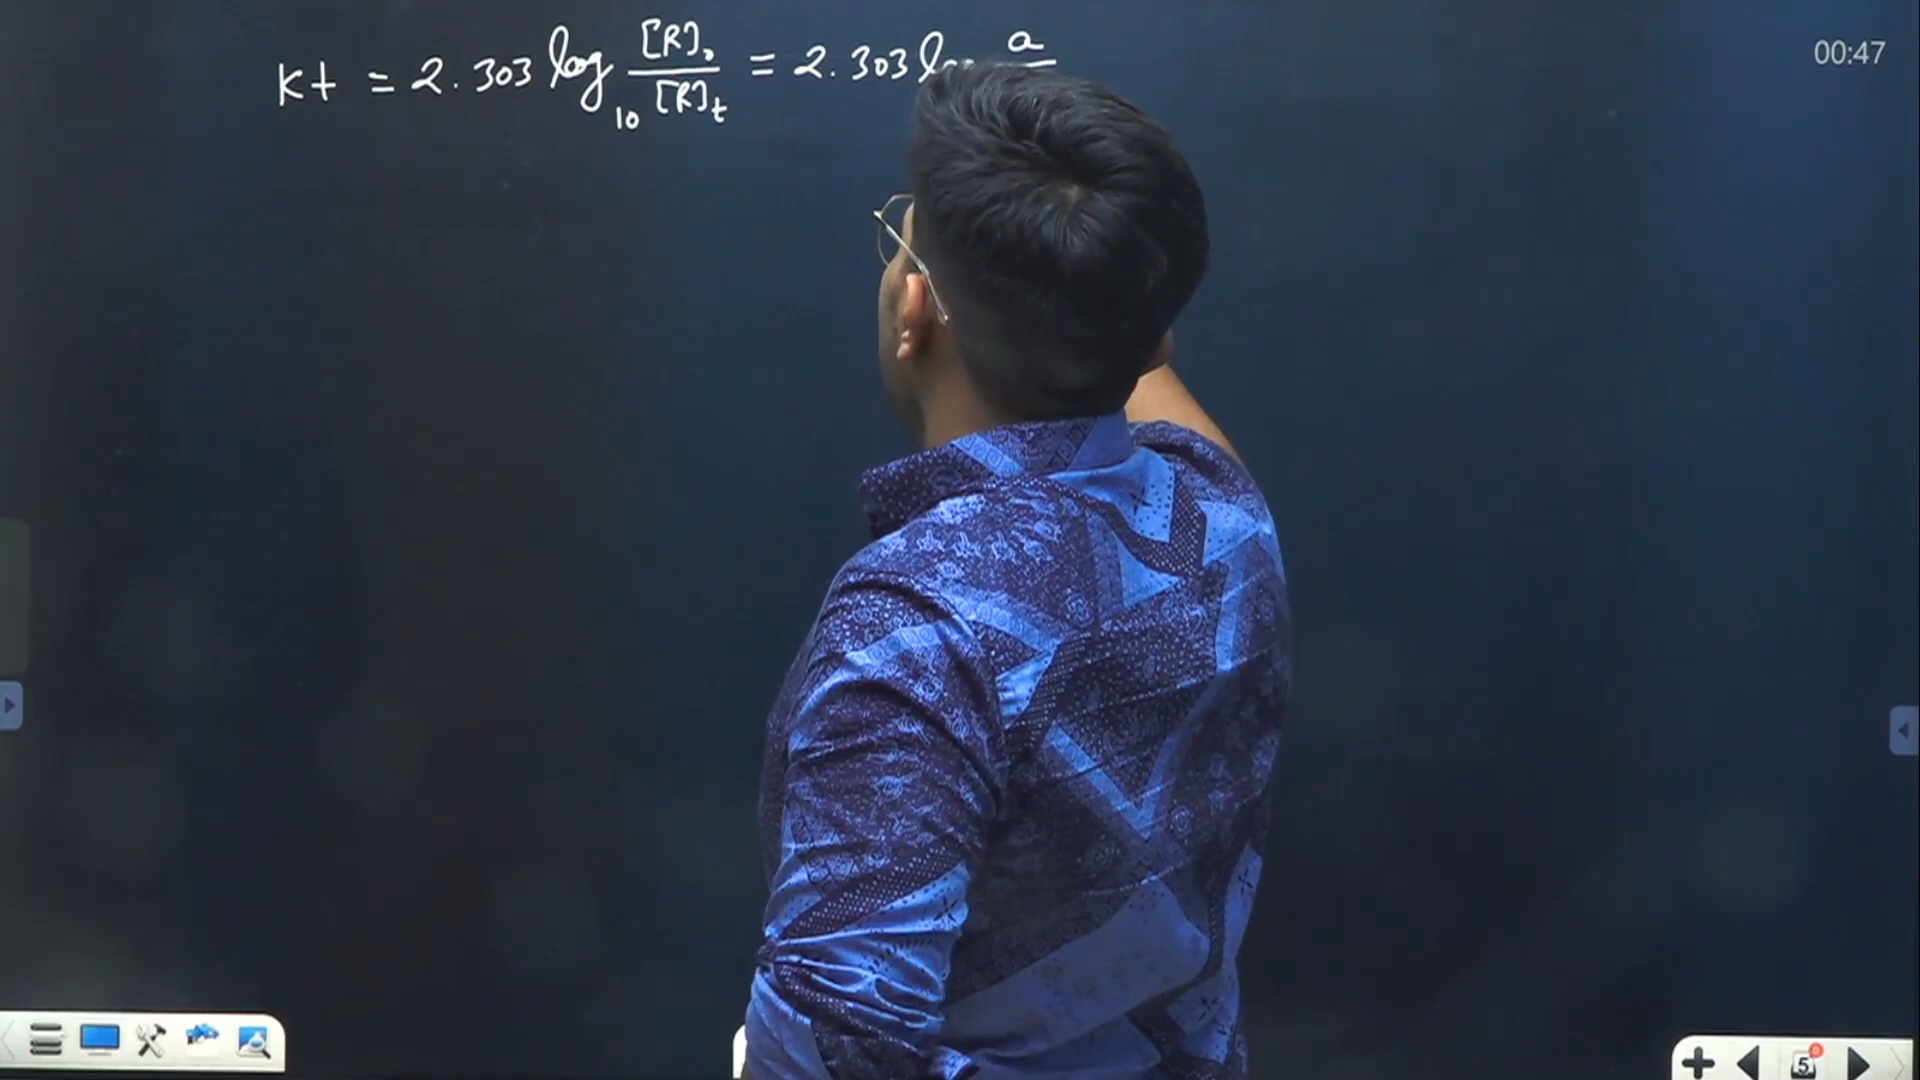 Kt = 2.303 log₁₀ [R]₀/[R]t = 2.303 log a/
00:47
5